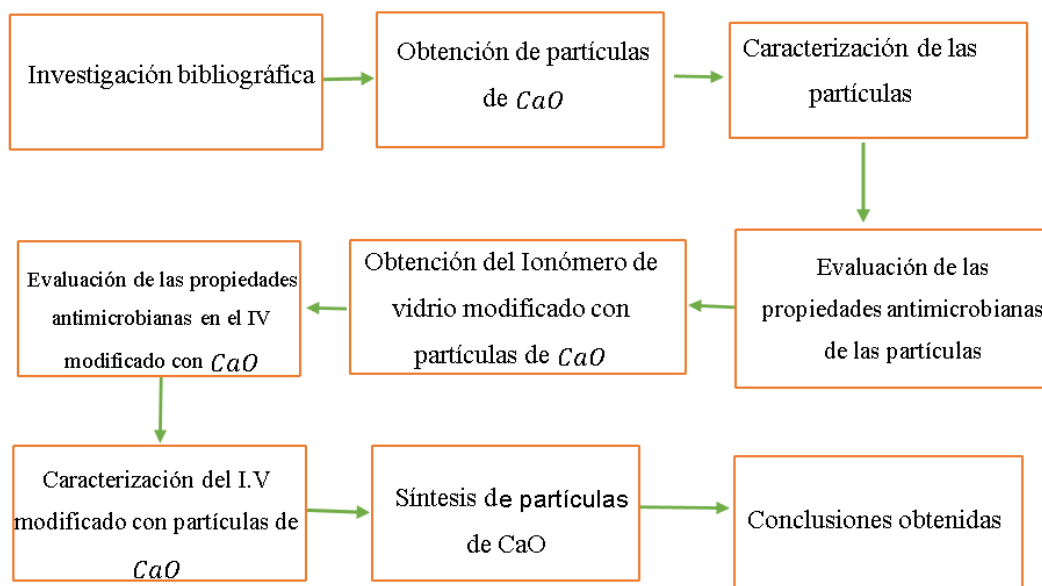 Investigación bibliográfica
Obtención de partículas
de CaO
Caracterización de las
partículas
Evaluación de las
propiedades antimicrobianas
de las partículas
Obtención del Ionómero de
vidrio modificado con
partículas de CaO
Evaluación de las propiedades
antimicrobianas en el IV
modificado con CaO
Caracterización del I.V
modificado con partículas de
CaO
Síntesis de partículas
de CaO
Conclusiones obtenidas